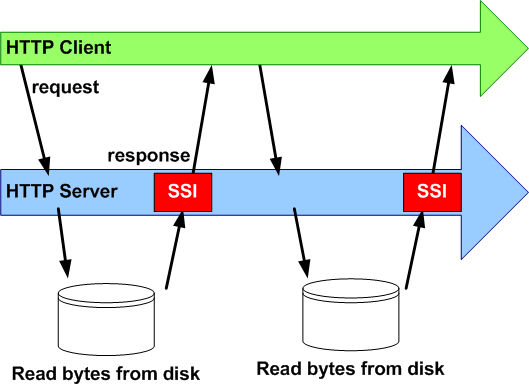 HTTP Client
request
response
HTTP Server
SSI
SSI
Read bytes from disk
Read bytes from disk